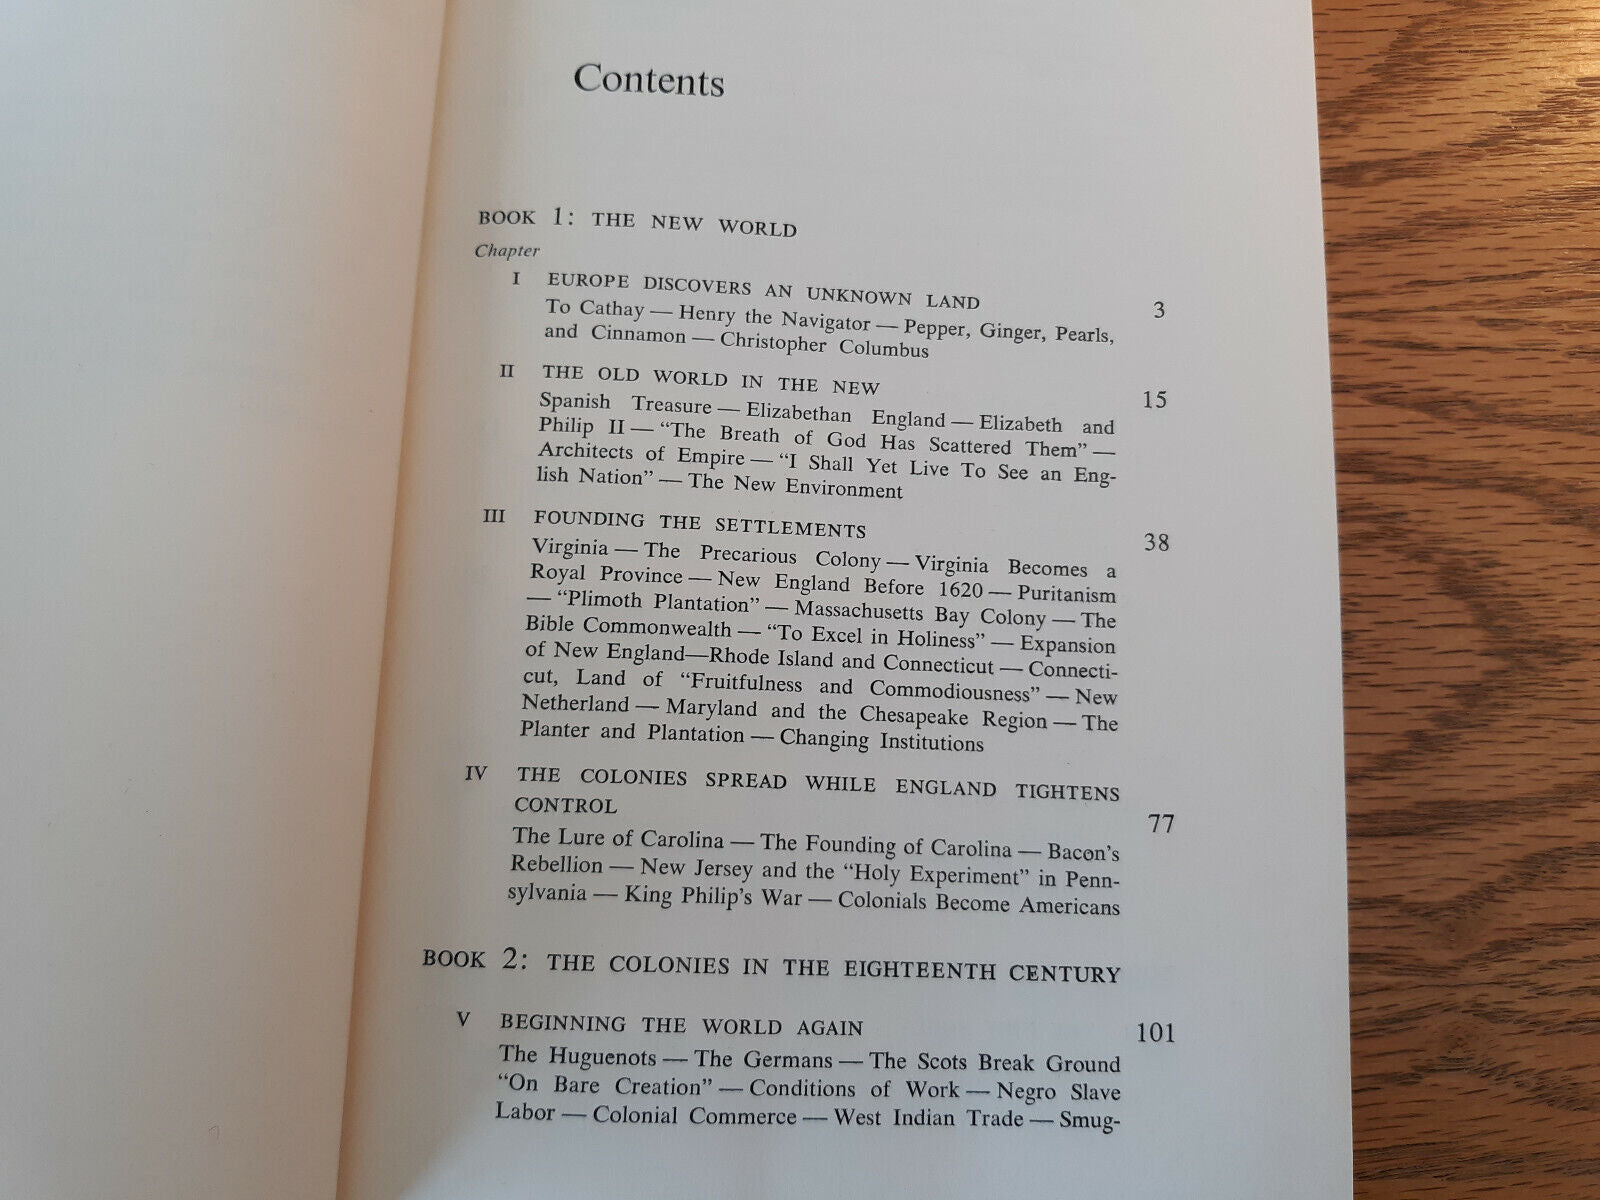 Contents
BOOK 1: THE NEW WORLD
Chapter
I EUROPE DISCOVERS AN UNKNOWN LAND 3
To Cathay — Henry the Navigator — Pepper, Ginger, Pearls,
and Cinnamon — Christopher Columbus
II THE OLD WORLD IN THE NEW 15
Spanish Treasure — Elizabethan England — Elizabeth and
Philip II — “The Breath of God Has Scattered Them” —
Architects of Empire — “I Shall Yet Live To See an Eng-
lish Nation” — The New Environment
III FOUNDING THE SETTLEMENTS 38
Virginia — The Precarious Colony — Virginia Becomes a
Royal Province — New England Before 1620 — Puritanism
— “Plimoth Plantation” — Massachusetts Bay Colony — The
Bible Commonwealth — “To Excel in Holiness” — Expansion
of New England—Rhode Island and Connecticut — Connecti-
cut, Land of “Fruitfulness and Commodiousness” — New
Netherland — Maryland and the Chesapeake Region — The
Planter and Plantation — Changing Institutions
IV THE COLONIES SPREAD WHILE ENGLAND TIGHTENS
CONTROL 77
The Lure of Carolina — The Founding of Carolina — Bacon’s
Rebellion — New Jersey and the “Holy Experiment” in Penn-
sylvania — King Philip’s War — Colonials Become Americans
BOOK 2: THE COLONIES IN THE EIGHTEENTH CENTURY
V BEGINNING THE WORLD AGAIN 101
The Huguenots — The Germans — The Scots Break Ground
“On Bare Creation” — Conditions of Work — Negro Slave
Labor — Colonial Commerce — West Indian Trade — Smug-